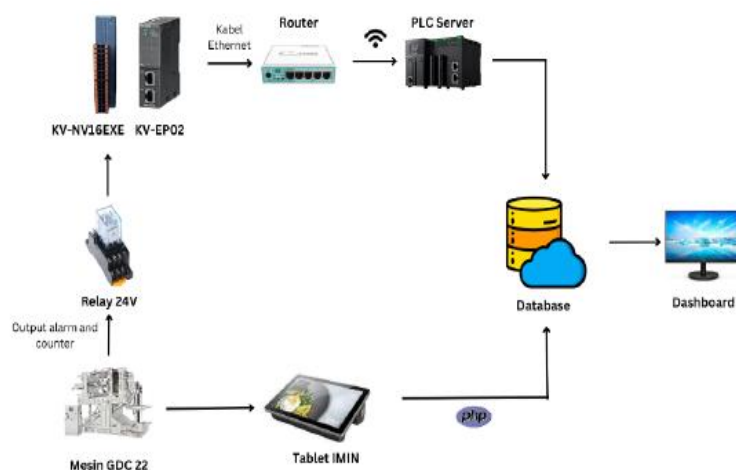 Kabel
Ethernet
Router
PLC Server
KV-NV16EXE
KV-EP02
Relay 24V
Output alarm and
counter
Database
Dashboard
php
Mesin GDC 22
Tablet IMIN